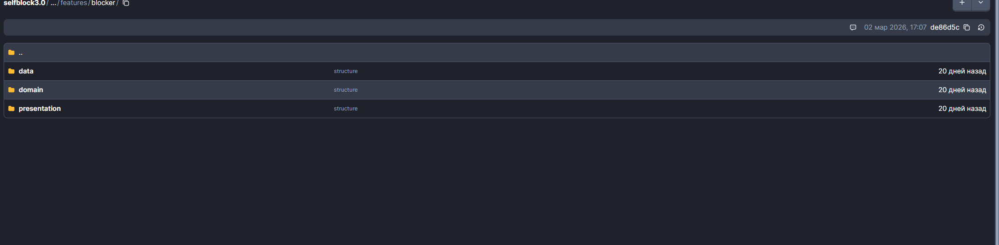 selfblock3.0 / ... / features / blocker /
02 мар 2026, 17:07 de86d5c
..
data structure 20 дней назад
domain structure 20 дней назад
presentation structure 20 дней назад